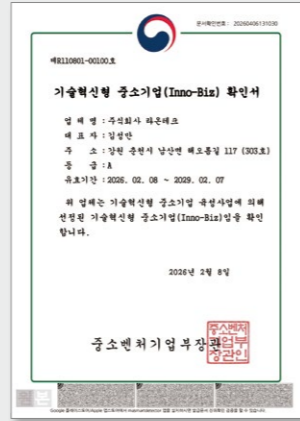 문서확인번호 : 20260406131030
제R110801-00100호
기술혁신형 중소기업(Inno-Biz) 확인서
업 체 명 : 주식회사 라온테크
대 표 자 : 김성만
주 소 : 강원 춘천시 남산면 해오름길 117 (303호)
등 급 : A
유효기간 : 2026. 02. 08 ~ 2029. 02. 07
위 업체는 기술혁신형 중소기업 육성사업에 의해
선정된 기술혁신형 중소기업(Inno-Biz)임을 확인
합니다.
2026년 2월 8일
중소벤처기업부장관
중소벤처
기업부
장관인